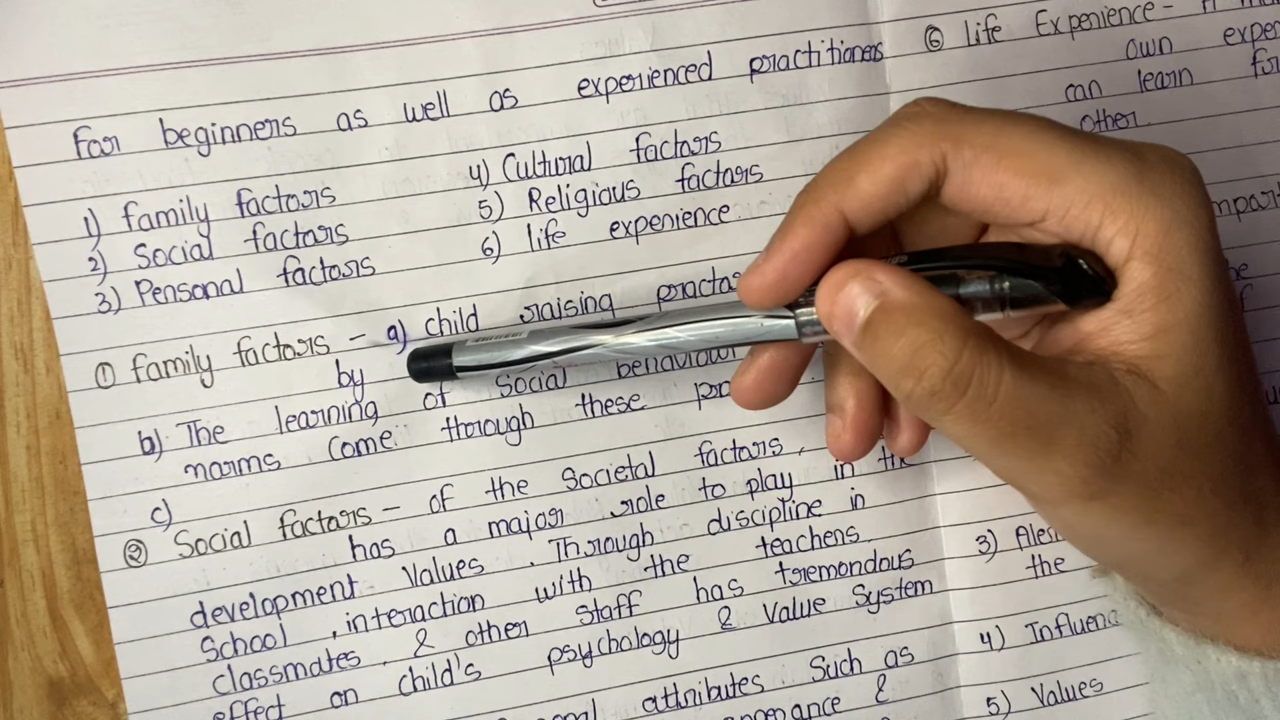 For beginners as well as experienced practitioners
1) family factors
2) Social factors
3) Personal factors
4) Cultural factors
5) Religious factors
6) life experience
① family factors - a) child raising
by
b) The learning of Social behaviour
norms Come through these
c)
② Social factors - of the Societal factors,
has a major role to play in the
development Values. Through discipline in
School, interaction with the teachers
classmates & other Staff has tremondous
effect on child's psychology & Value System
attributes Such as
&
⑥ life Experience -
own
can learn
other
3)
the
4)
5) Values